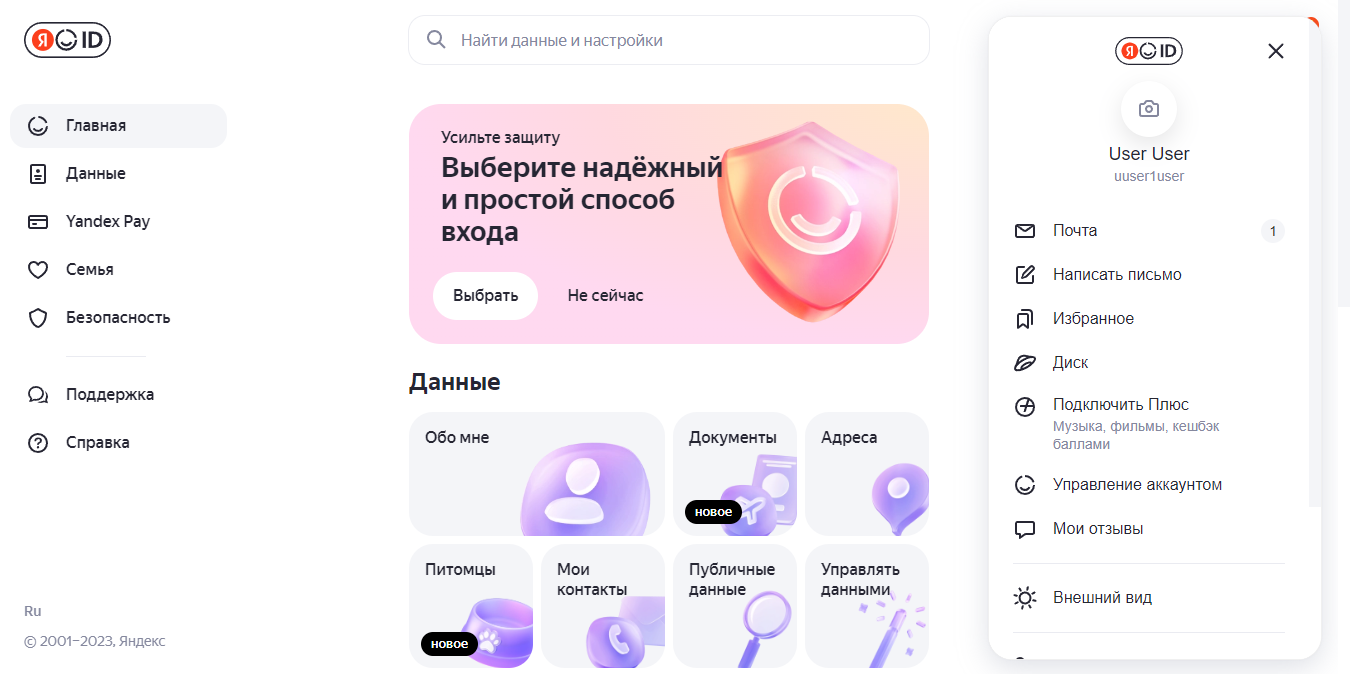 Я ID
Найти данные и настройки
Главная
Данные
Yandex Pay
Семья
Безопасность
Поддержка
Справка
Ru
© 2001–2023, Яндекс
Усильте защиту
Выберите надёжный
и простой способ
входа
Выбрать
Не сейчас
Данные
Обо мне
Документы
новое
Адреса
Питомцы
новое
Мои
контакты
Публичные
данные
Управлять
данными
Я ID
User User
uuser1user
Почта
1
Написать письмо
Избранное
Диск
Подключить Плюс
Музыка, фильмы, кешбэк
баллами
Управление аккаунтом
Мои отзывы
Внешний вид